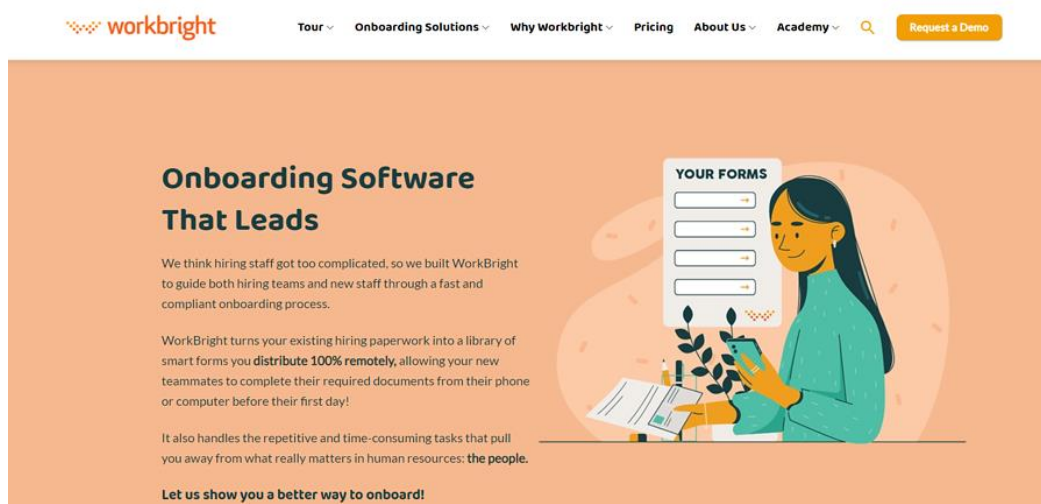 workbright
Tour Onboarding Solutions Why Workbright Pricing About Us Academy Request a Demo
Onboarding Software
That Leads
We think hiring staff got too complicated, so we built WorkBright
to guide both hiring teams and new staff through a fast and
compliant onboarding process.
WorkBright turns your existing hiring paperwork into a library of
smart forms you distribute 100% remotely, allowing your new
teammates to complete their required documents from their phone
or computer before their first day!
It also handles the repetitive and time-consuming tasks that pull
you away from what really matters in human resources: the people.
Let us show you a better way to onboard!
YOUR FORMS